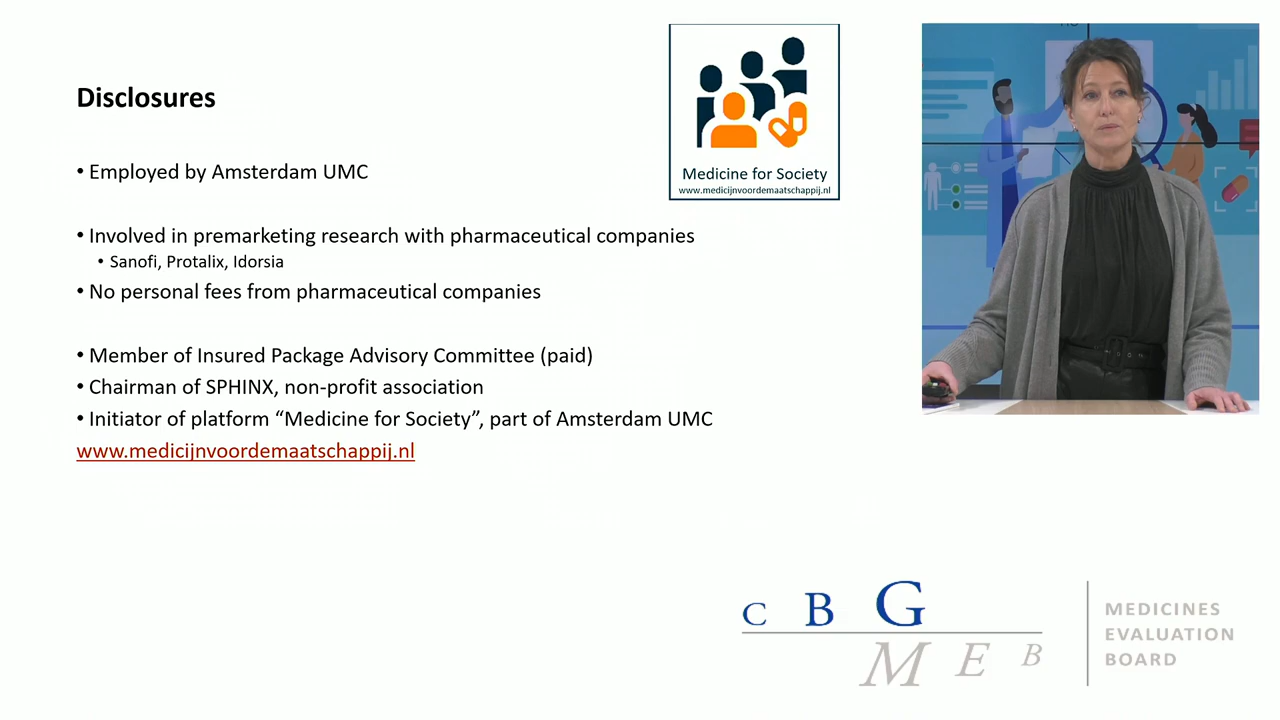 Disclosures
• Employed by Amsterdam UMC
• Involved in premarketing research with pharmaceutical companies
• Sanofi, Protalix, Idorsia
• No personal fees from pharmaceutical companies
• Member of Insured Package Advisory Committee (paid)
• Chairman of SPHINX, non-profit association
• Initiator of platform “Medicine for Society”, part of Amsterdam UMC
www.medicijnvoordemaatschappij.nl
Medicine for Society
www.medicijnvoordemaatschappij.nl
C B G
M E B
MEDICINES
EVALUATION
BOARD